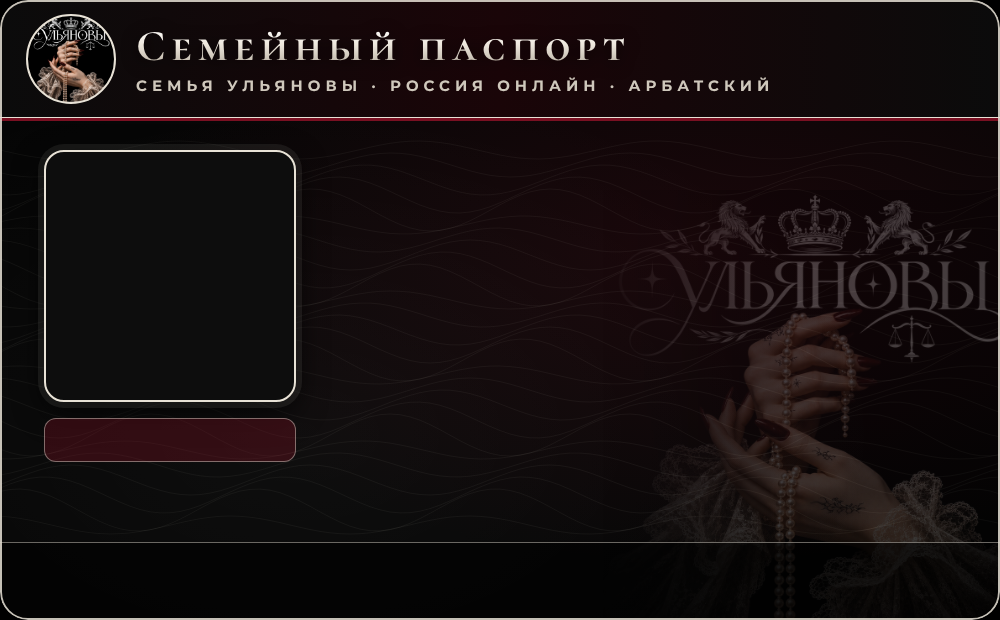 Ульяновы
Семейный паспорт
СЕМЬЯ УЛЬЯНОВЫ · РОССИЯ ОНЛАЙН · АРБАТСКИЙ
Ульяновы